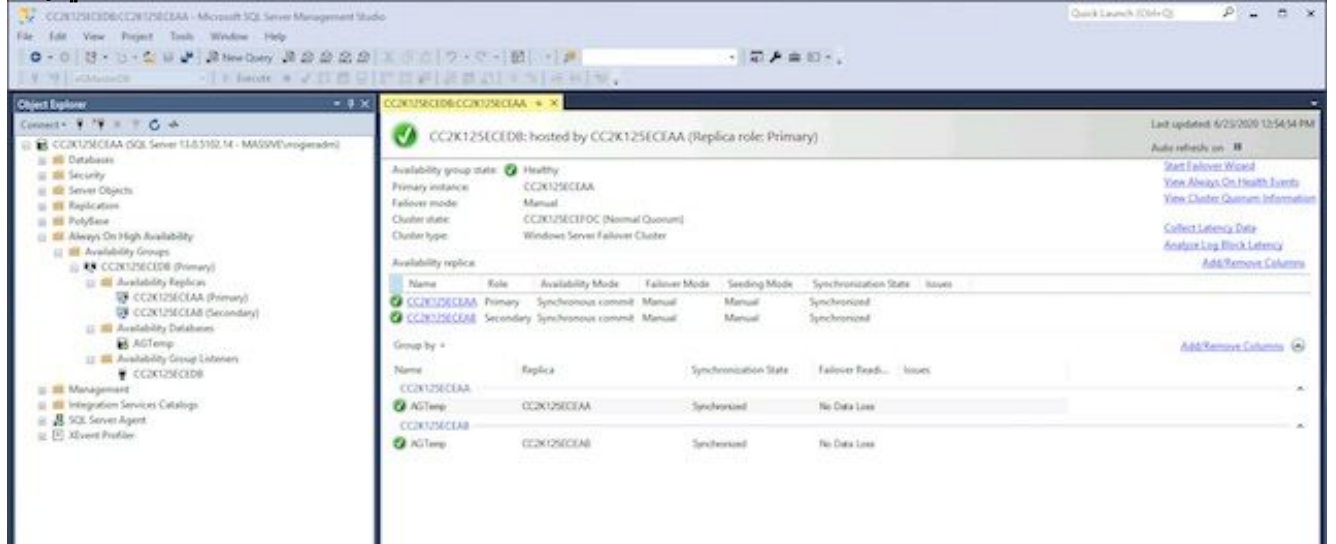 CC2K125ECEDB:CC2K125ECEAA - Microsoft SQL Server Management Studio
Quick Launch (Ctrl+Q)
File Edit View Project Tools Window Help
New Query
Execute
Object Explorer
CC2K125ECEDB:CC2K125ECEAA
Connect
CC2K125ECEAA (SQL Server 13.0.5102.14 - MASSIVE\
Databases
Security
Server Objects
Replication
PolyBase
Always On High Availability
Availability Groups
CC2K125ECEDB (Primary)
Availability Replicas
CC2K125ECEAA (Primary)
CC2K125ECEAB (Secondary)
Availability Databases
AGTemp
Availability Group Listeners
CC2K125ECEDB
Management
Integration Services Catalogs
SQL Server Agent
XEvent Profiler
CC2K125ECEDB: hosted by CC2K125ECEAA (Replica role: Primary)
Last updated: 6/23/2020 12:54:54 PM
Auto refresh: on
Availability group state: Healthy
Primary instance: CC2K125ECEAA
Failover mode: Manual
Cluster state: CC2K125ECEFOC (Normal Quorum)
Cluster type: Windows Server Failover Cluster
Start Failover Wizard
View Always On Health Events
View Cluster Quorum Information
Collect Latency Data
Analyze Log Block Latency
Availability replica:
Add/Remove Columns
Name Role Availability Mode Failover Mode Seeding Mode Synchronization State Issues
CC2K125ECEAA Primary Synchronous commit Manual Manual Synchronized
CC2K125ECEAB Secondary Synchronous commit Manual Manual Synchronized
Group by
Add/Remove Columns
Name Replica Synchronization State Failover Readi... Issues
CC2K125ECEAA
AGTemp CC2K125ECEAA Synchronized No Data Loss
CC2K125ECEAB
AGTemp CC2K125ECEAB Synchronized No Data Loss